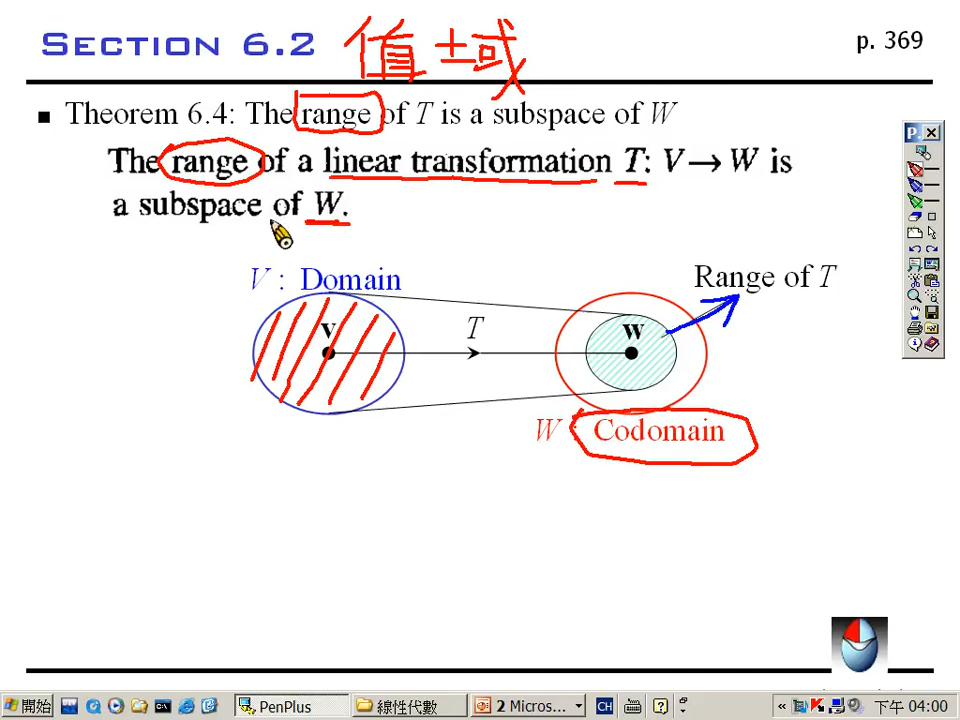 SECTION 6.2 值域 p. 369
■ Theorem 6.4: The range of T is a subspace of W
The range of a linear transformation T: V → W is
a subspace of W.
V : Domain
Range of T
v T w
W : Codomain
開始 PenPlus 線性代數 2 Micros... CH « 下午 04:00